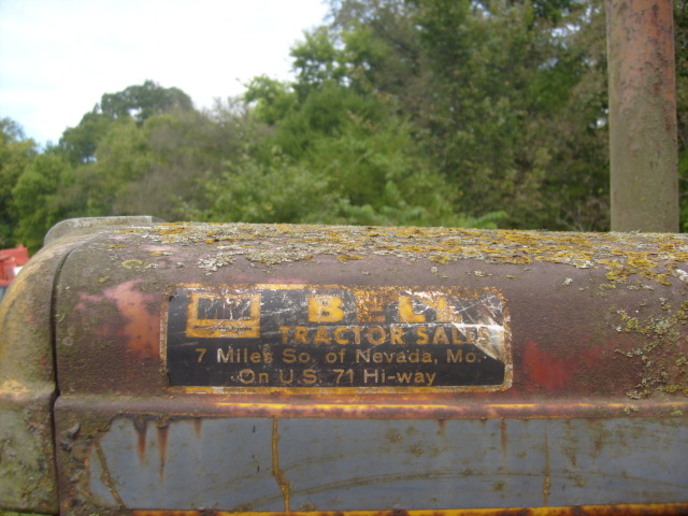 BELL
TRACTOR SALES
7 Miles So. of Nevada, Mo.
On U.S. 71 Hi-way